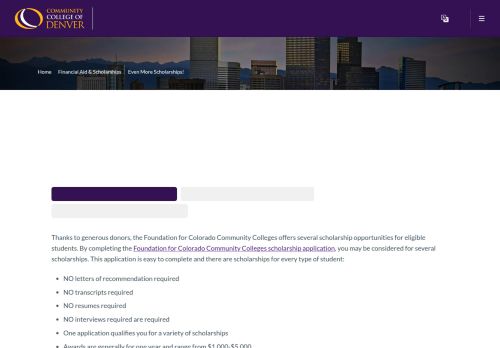 COMMUNITY
COLLEGE OF
DENVER
Home Financial Aid & Scholarships Even More Scholarships!
Thanks to generous donors, the Foundation for Colorado Community Colleges offers several scholarship opportunities for eligible
students. By completing the Foundation for Colorado Community Colleges scholarship application, you may be considered for several
scholarships. This application is easy to complete and there are scholarships for every type of student:
NO letters of recommendation required
NO transcripts required
NO resumes required
NO interviews required are required
One application qualifies you for a variety of scholarships
Awards are generally for one year and range from $1,000-$5,000